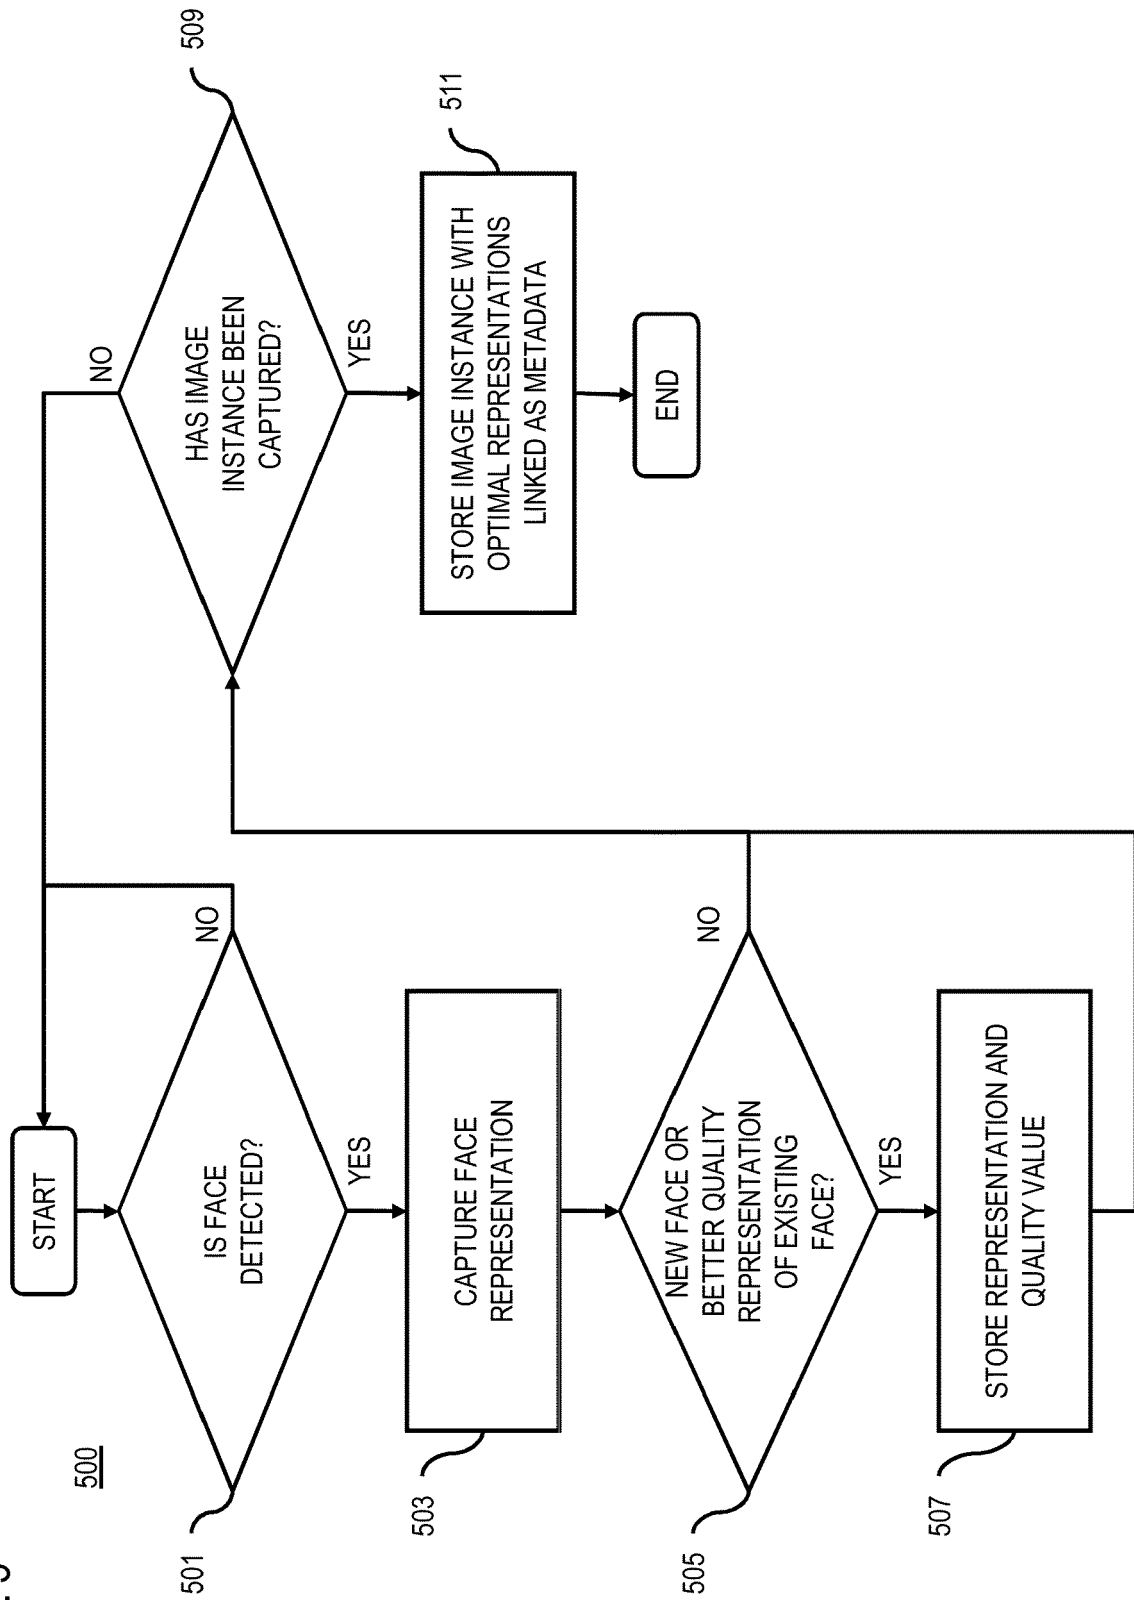 500
START
501
IS FACE
DETECTED?
NO
YES
503
CAPTURE FACE
REPRESENTATION
505
NEW FACE OR
BETTER QUALITY
REPRESENTATION
OF EXISTING
FACE?
NO
YES
507
STORE REPRESENTATION AND
QUALITY VALUE
509
HAS IMAGE
INSTANCE BEEN
CAPTURED?
NO
YES
511
STORE IMAGE INSTANCE WITH
OPTIMAL REPRESENTATIONS
LINKED AS METADATA
END